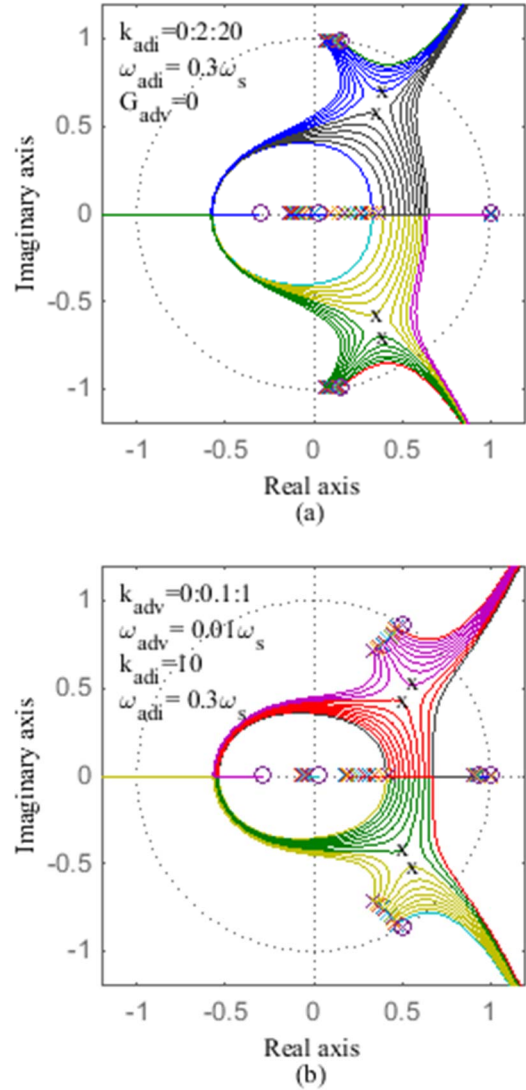 k_adi=0:2:20
ω_adi= 0.3ω_s
G_adv=0
1
0.5
0
-0.5
-1
Imaginary axis
x
x
x
x
-1 -0.5 0 0.5 1
Real axis
(a)
k_adv=0:0.1:1
ω_adv= 0.01ω_s
k_adi=10
ω_adi= 0.3ω_s
1
0.5
0
-0.5
-1
Imaginary axis
x
x
x
x
-1 -0.5 0 0.5 1
Real axis
(b)